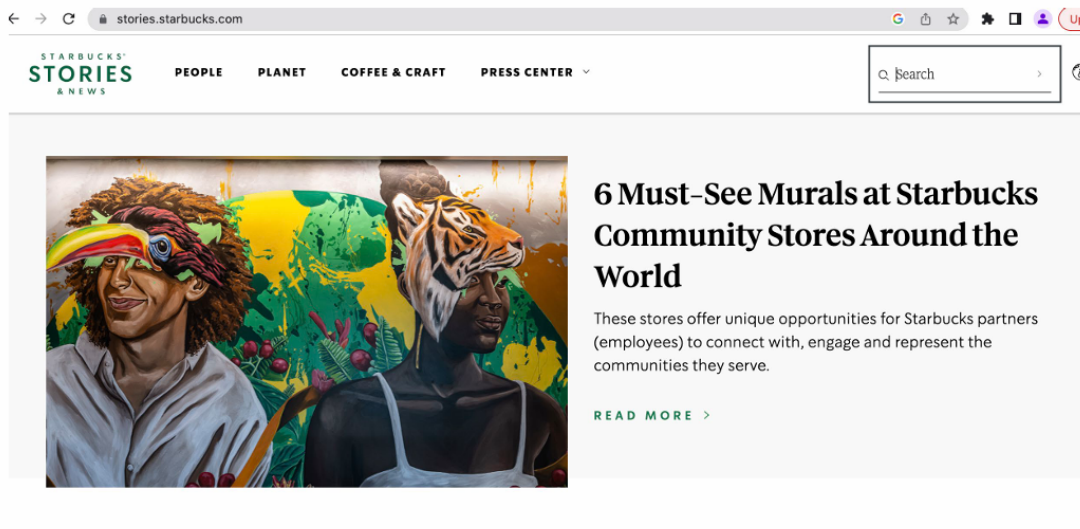 stories.starbucks.com
Up
STARBUCKS®
STORIES
& NEWS
PEOPLE PLANET COFFEE & CRAFT PRESS CENTER
Search
6 Must-See Murals at Starbucks
Community Stores Around the
World
These stores offer unique opportunities for Starbucks partners
(employees) to connect with, engage and represent the
communities they serve.
READ MORE